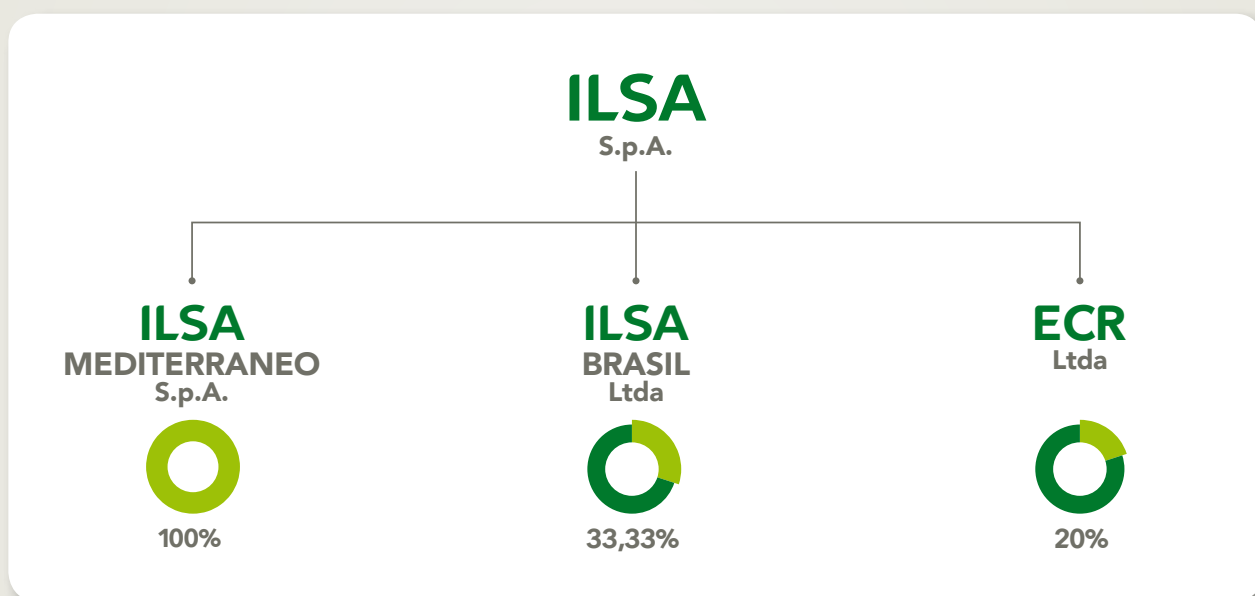 ILSA
S.p.A.
ILSA
MEDITERRANEO
S.p.A.
100%
ILSA
BRASIL
Ltda
33,33%
ECR
Ltda
20%